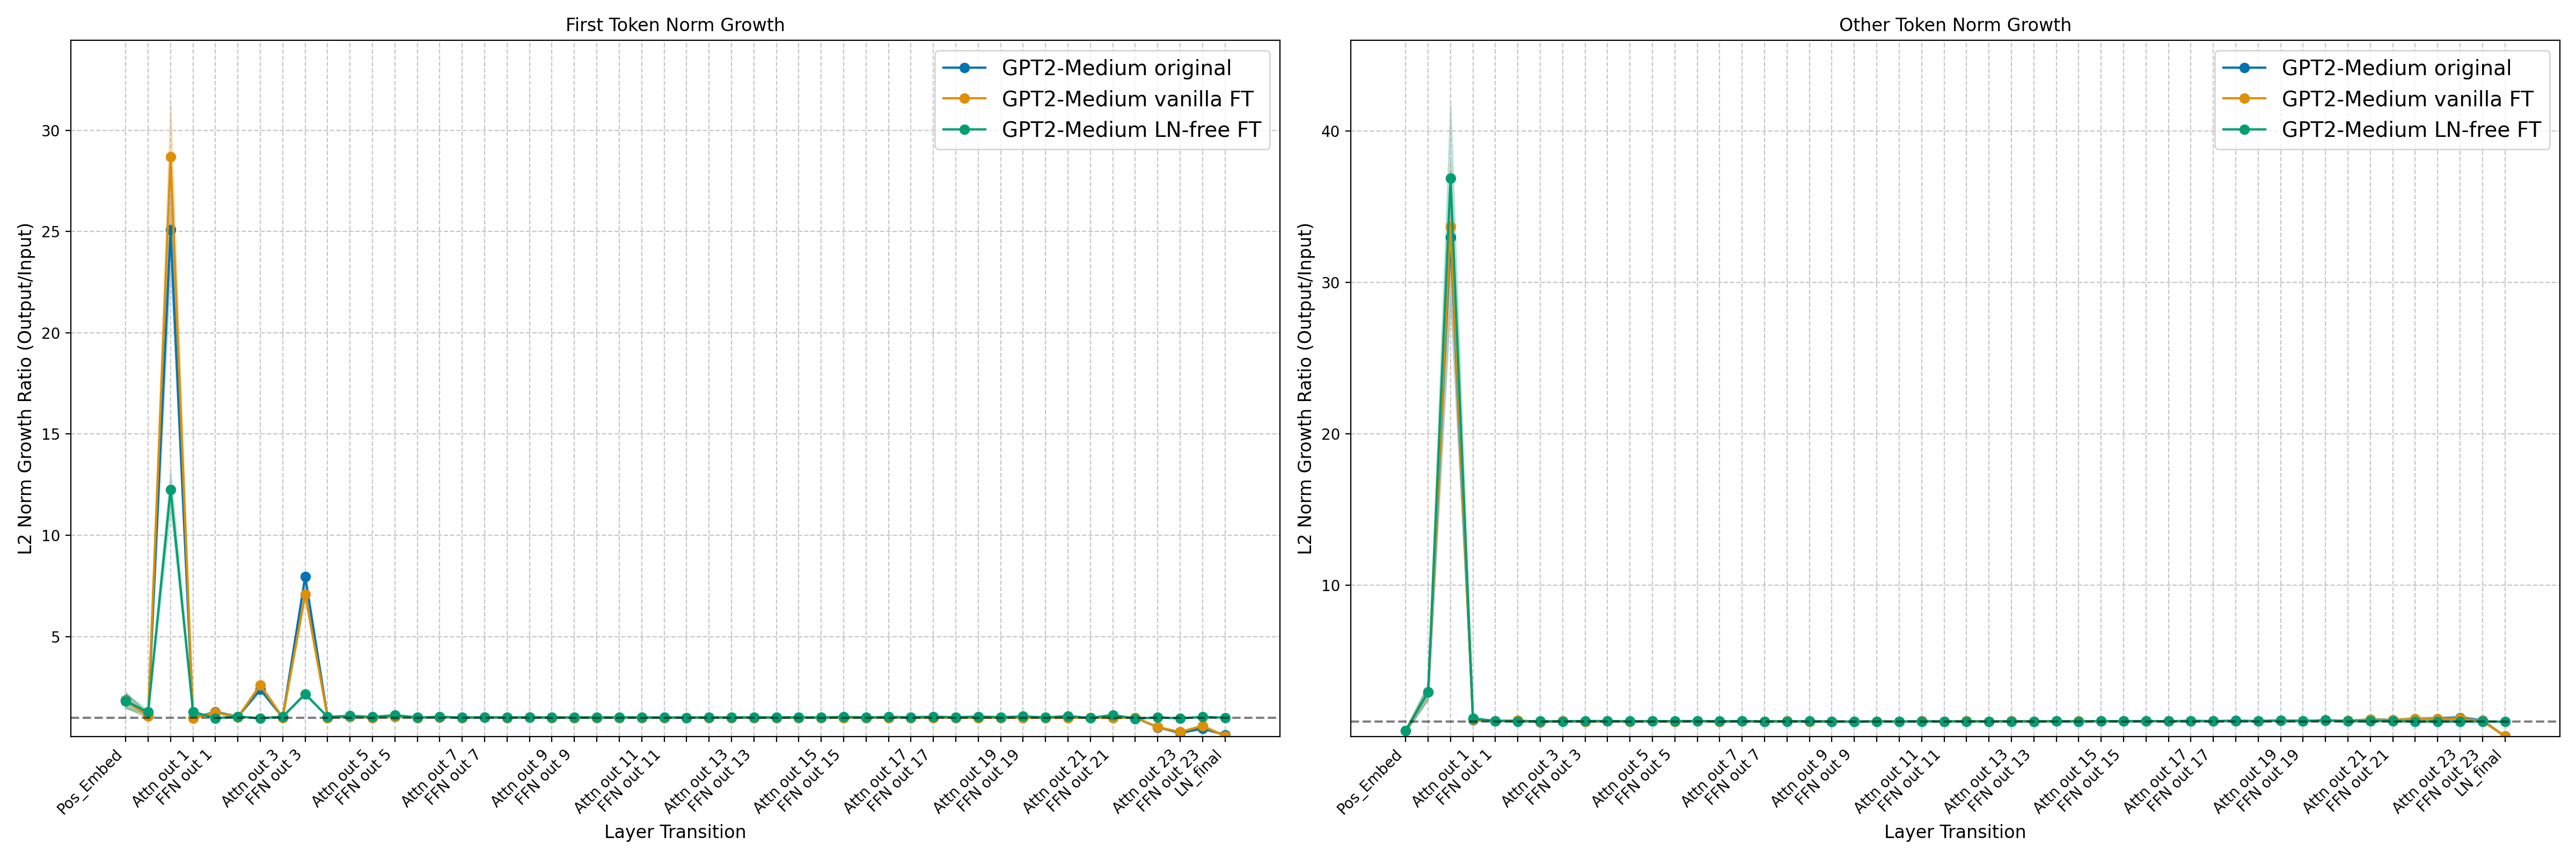 First Token Norm Growth
L2 Norm Growth Ratio (Output/Input)
30
25
20
15
10
5
GPT2-Medium original
GPT2-Medium vanilla FT
GPT2-Medium LN-free FT
Pos_Embed
Attn out 1
FFN out 1
Attn out 3
FFN out 3
Attn out 5
FFN out 5
Attn out 7
FFN out 7
Attn out 9
FFN out 9
Attn out 11
FFN out 11
Attn out 13
FFN out 13
Attn out 15
FFN out 15
Attn out 17
FFN out 17
Attn out 19
FFN out 19
Attn out 21
FFN out 21
Attn out 23
FFN out 23
LN_final
Layer Transition
Other Token Norm Growth
L2 Norm Growth Ratio (Output/Input)
40
30
20
10
GPT2-Medium original
GPT2-Medium vanilla FT
GPT2-Medium LN-free FT
Pos_Embed
Attn out 1
FFN out 1
Attn out 3
FFN out 3
Attn out 5
FFN out 5
Attn out 7
FFN out 7
Attn out 9
FFN out 9
Attn out 11
FFN out 11
Attn out 13
FFN out 13
Attn out 15
FFN out 15
Attn out 17
FFN out 17
Attn out 19
FFN out 19
Attn out 21
FFN out 21
Attn out 23
FFN out 23
LN_final
Layer Transition